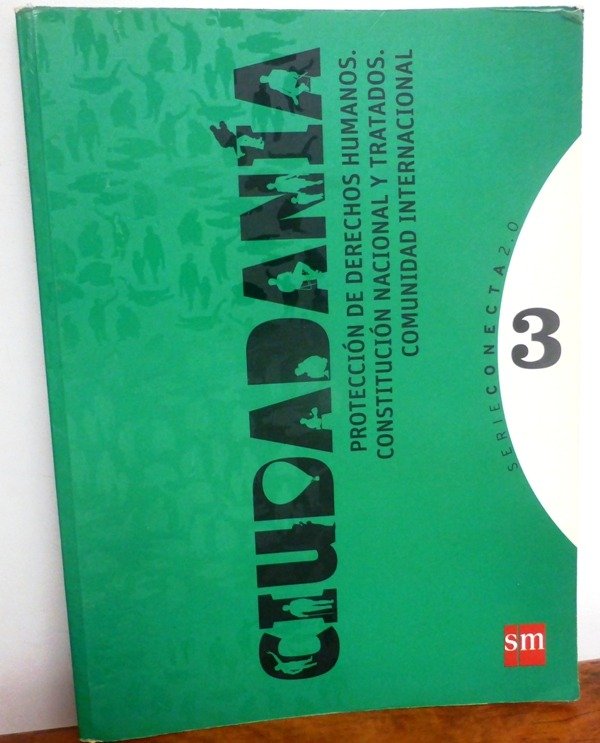 CIUDADANÍA
PROTECCIÓN DE DERECHOS HUMANOS.
CONSTITUCIÓN NACIONAL Y TRATADOS.
COMUNIDAD INTERNACIONAL
SERIECONECTA2.0
3
sm